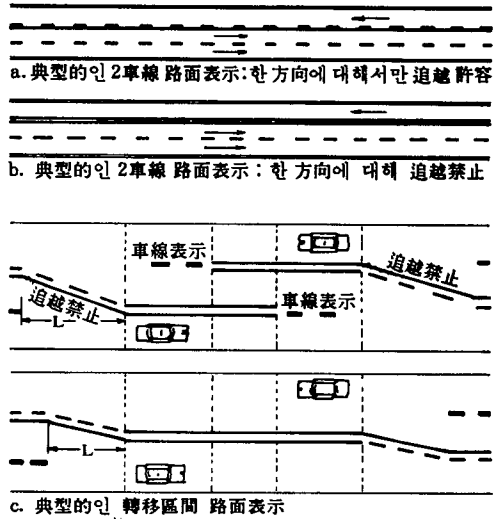 a. 典型的인 2車線 路面表示:한 方向에 대해서만 追越 許容
b. 典型的인 2車線 路面表示: 한 方向에 대해 追越禁止
車線表示
追越禁止
追越禁止
L
車線表示
L
c. 典型的인 轉移區間 路面表示